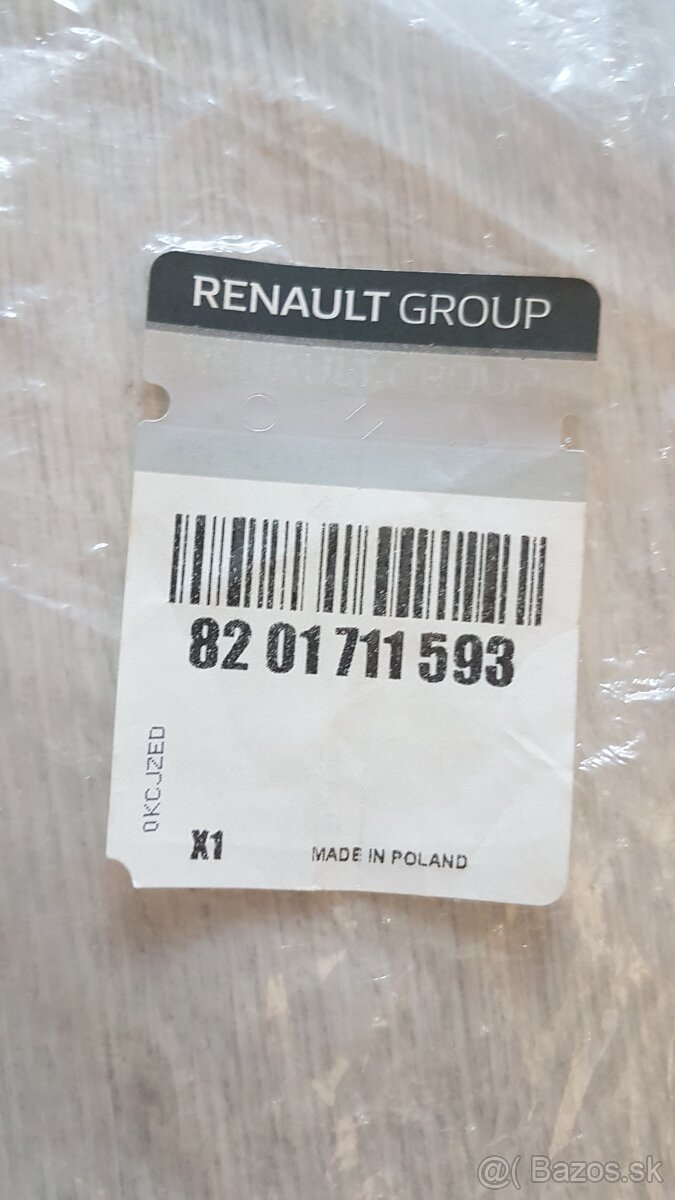 RENAULT GROUP
82 01 711 593
0KCJZED
X1 MADE IN POLAND
@( Bazos.sk